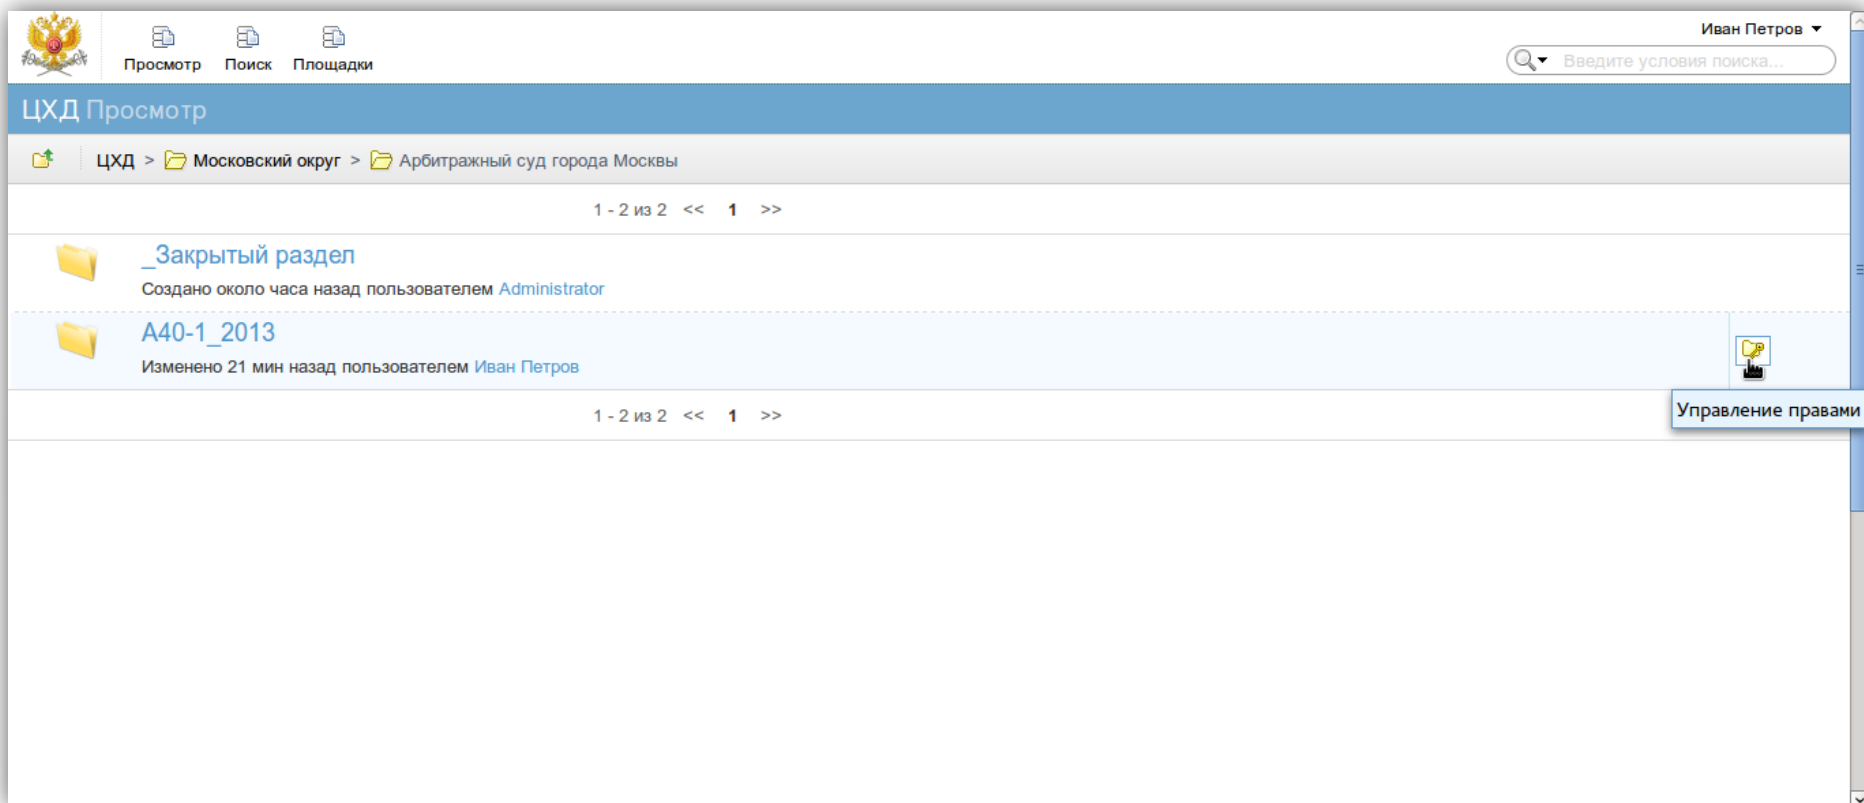 Иван Петров
Просмотр Поиск Площадки
Введите условия поиска...
ЦХД Просмотр
ЦХД > Московский округ > Арбитражный суд города Москвы
1 - 2 из 2 << 1 >>
_Закрытый раздел
Создано около часа назад пользователем Administrator
А40-1_2013
Изменено 21 мин назад пользователем Иван Петров
Управление правами
1 - 2 из 2 << 1 >>